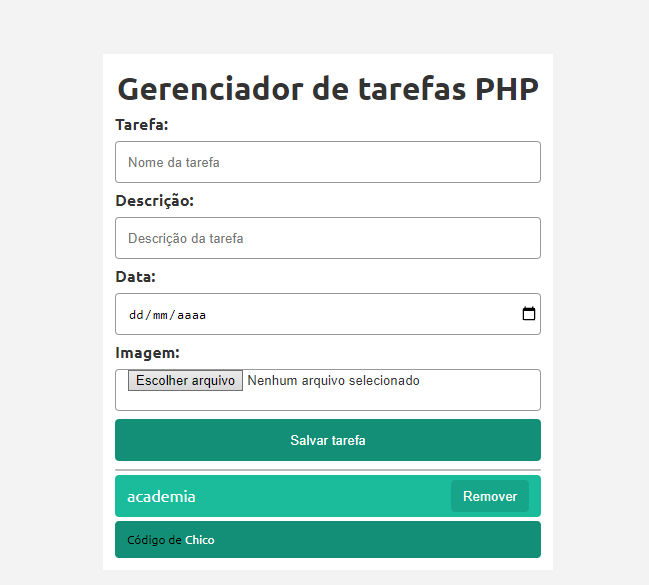 Gerenciador de tarefas PHP
Tarefa:
Nome da tarefa
Descrição:
Descrição da tarefa
Data:
dd/mm/aaaa
Imagem:
Escolher arquivo Nenhum arquivo selecionado
Salvar tarefa
academia Remover
Código de Chico